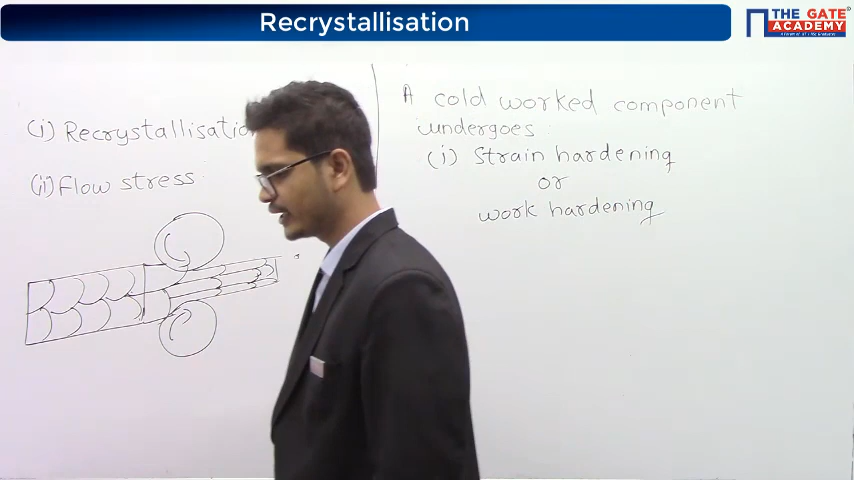 Recrystallisation
THE GATE
ACADEMY
(i) Recrystallisatio
(ii) Flow stress
A cold worked component
undergoes:
(i) Strain hardening
or
work hardening